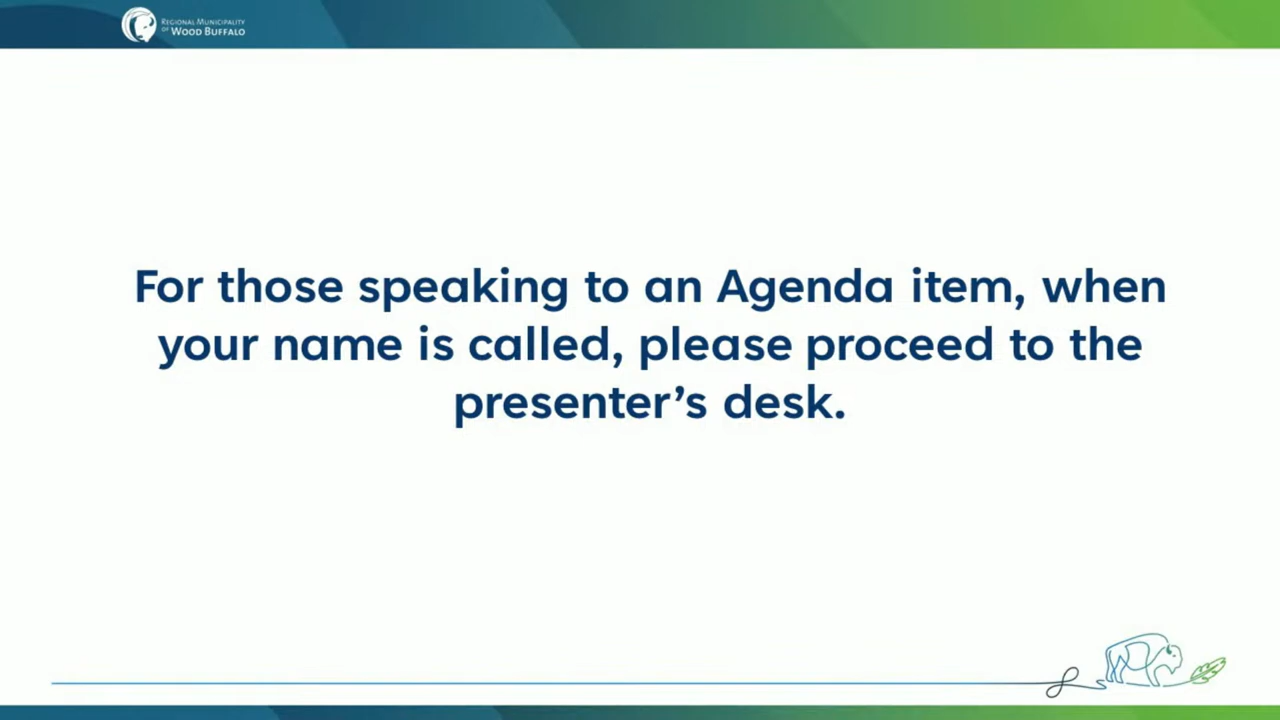 REGIONAL MUNICIPALITY
OF WOOD BUFFALO
For those speaking to an Agenda item, when
your name is called, please proceed to the
presenter’s desk.